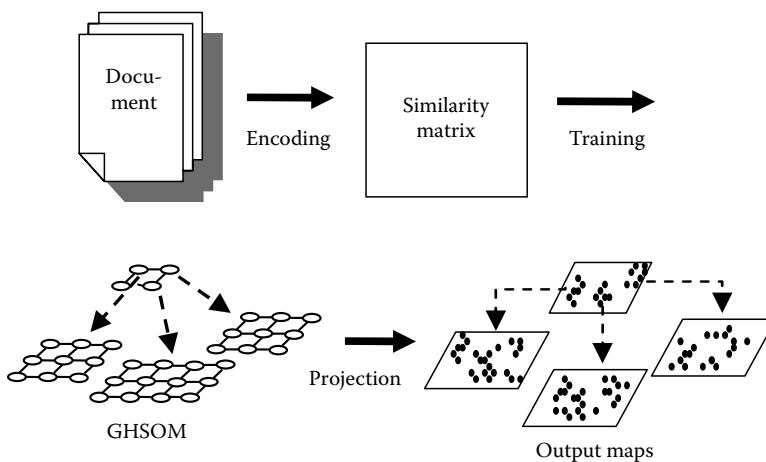 Docu-
ment
Encoding
Similarity
matrix
Training
GHSOM
Projection
Output maps